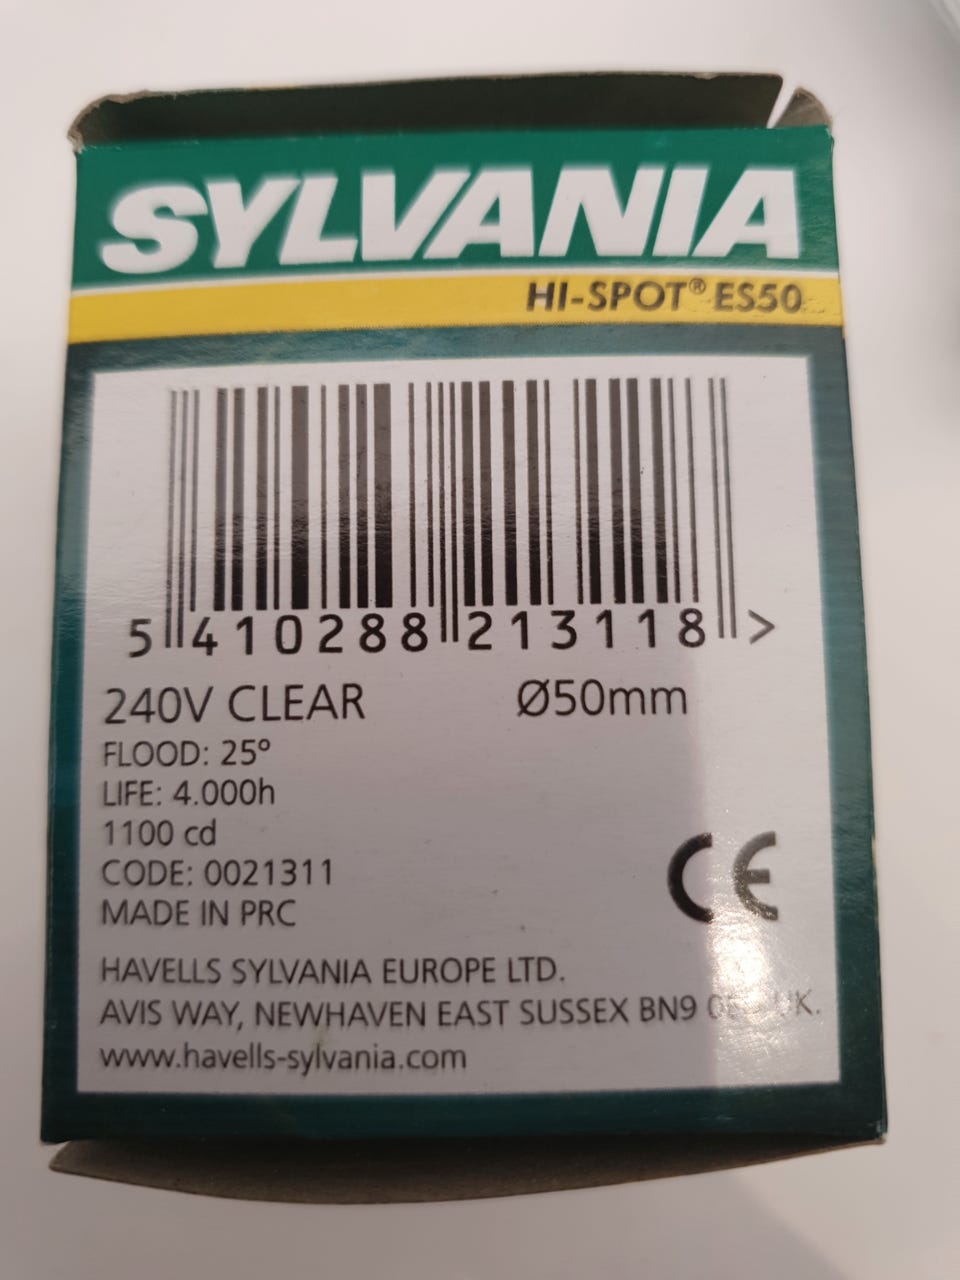 SYLVANIA
HI-SPOT® ES50
5 410288 213118 >
240V CLEAR Ø50mm
FLOOD: 25°
LIFE: 4.000h
1100 cd
CODE: 0021311
CE
MADE IN PRC
HAVELLS SYLVANIA EUROPE LTD.
AVIS WAY, NEWHAVEN EAST SUSSEX BN9 UK.
www.havells-sylvania.com